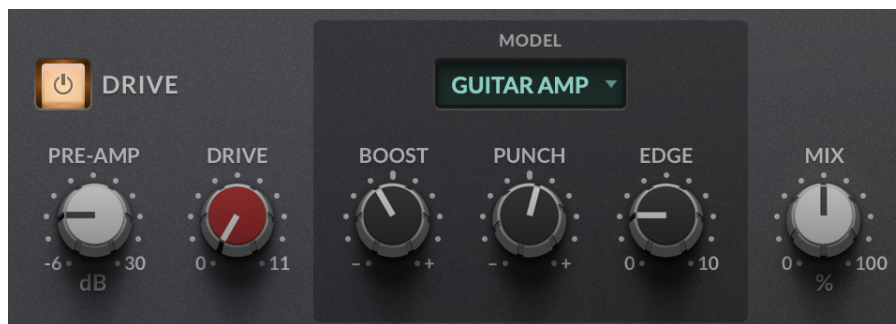 MODEL
DRIVE
GUITAR AMP
PRE-AMP
DRIVE
BOOST
PUNCH
EDGE
MIX
-6 30
dB
0 11
- +
- +
0 10
0 100
%